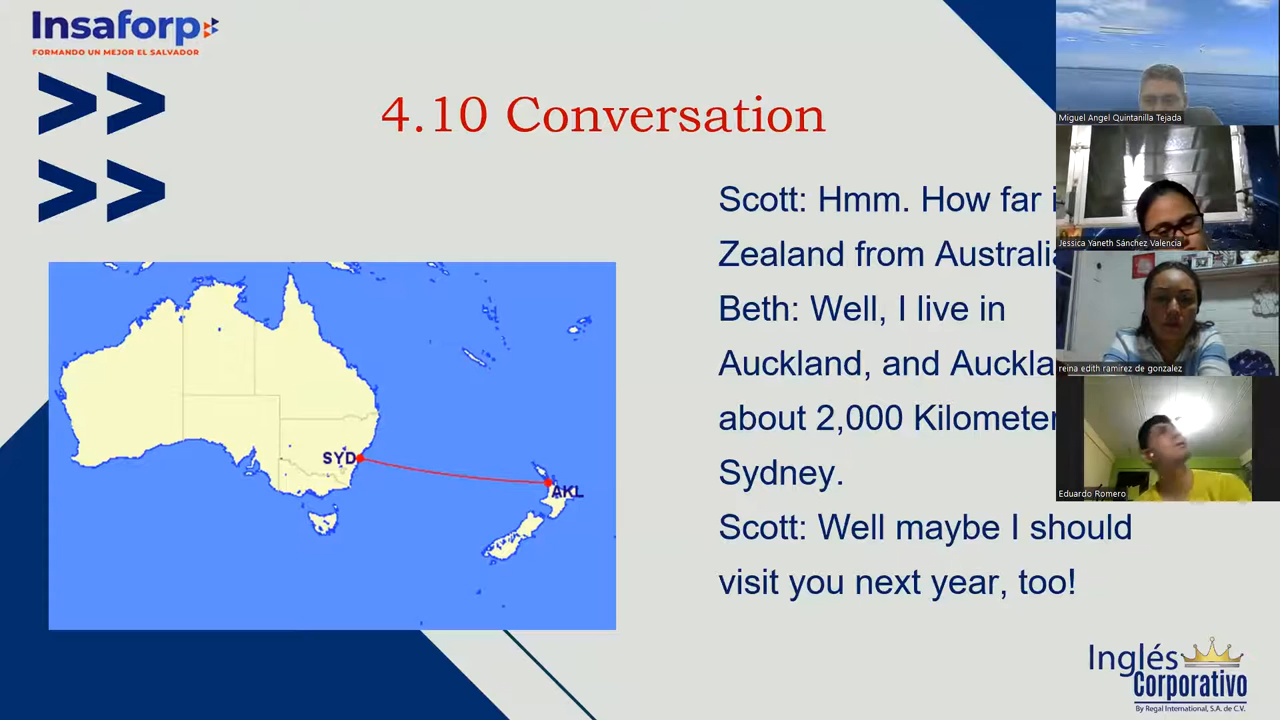 Insaforp
FORMANDO UN MEJOR EL SALVADOR
>>
>>
4.10 Conversation
Scott: Hmm. How far
Zealand from Australia
Beth: Well, I live in
Auckland, and Auckla
about 2,000 Kilometer
Sydney.
Scott: Well maybe I should
visit you next year, too!
SYD
AKL
Miguel Angel Quintanilla Tejada
Jessica Yaneth Sánchez Valencia
reina edith ramirez de gonzalez
Eduardo Romero
Inglés
Corporativo
By Regal International, S.A. de C.V.